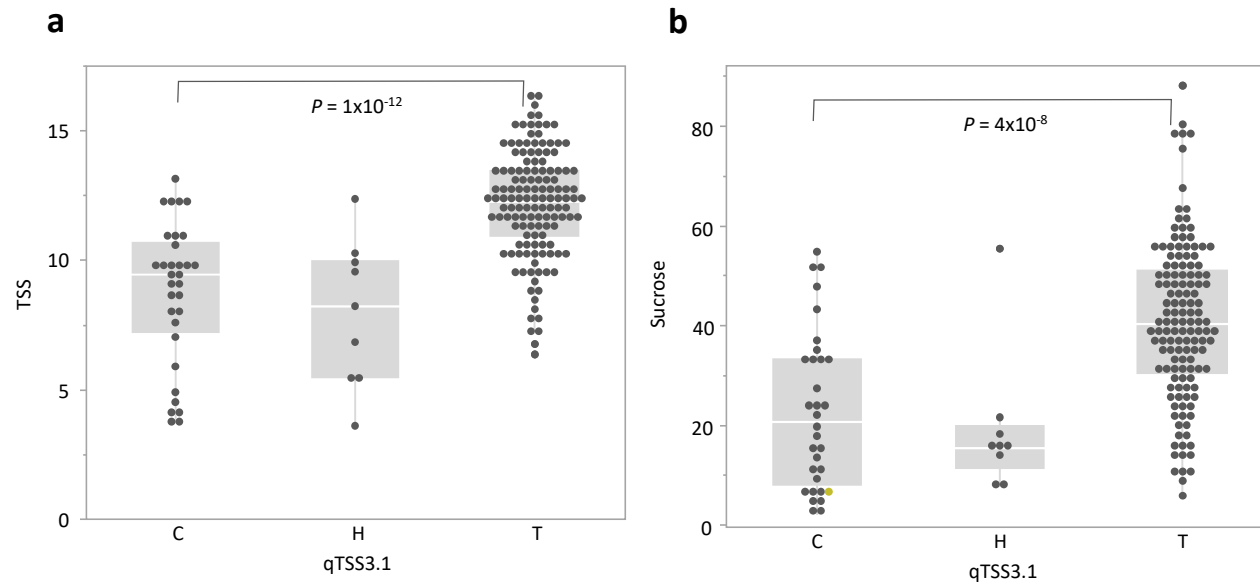 a
P = 1x10-12
15
10
5
0
TSS
C H T
qTSS3.1
b
P = 4x10-8
80
60
40
20
0
Sucrose
C H T
qTSS3.1